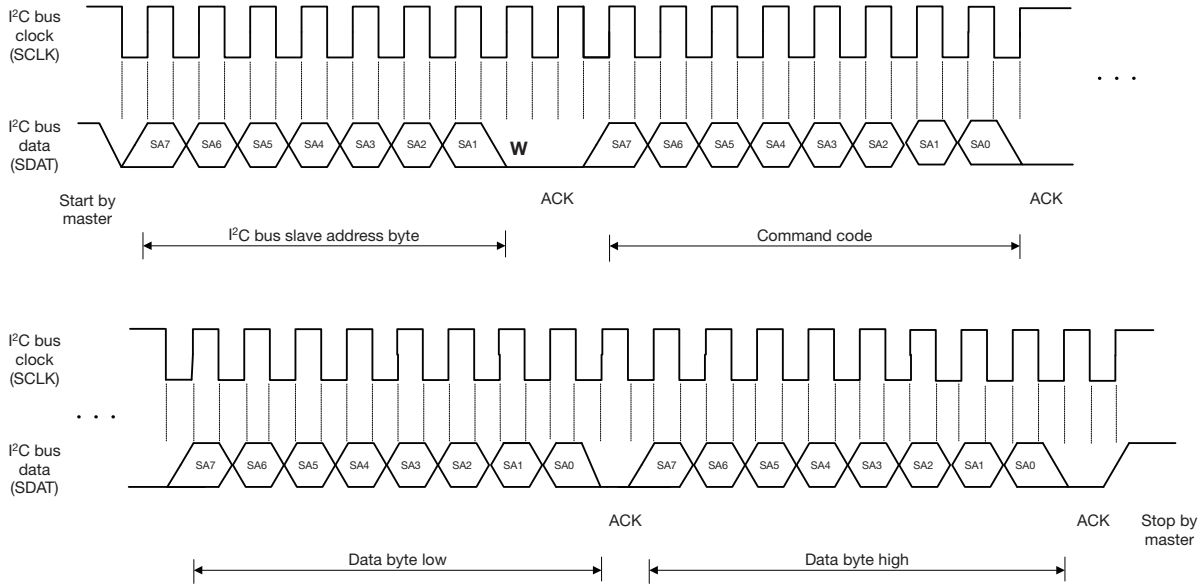 I²C bus
clock
(SCLK)
. . .
I²C bus
data
(SDAT)
SA7 SA6 SA5 SA4 SA3 SA2 SA1 W SA7 SA6 SA5 SA4 SA3 SA2 SA1 SA0
Start by
master
ACK ACK
I²C bus slave address byte Command code
I²C bus
clock
(SCLK)
. . .
I²C bus
data
(SDAT)
SA7 SA6 SA5 SA4 SA3 SA2 SA1 SA0 SA7 SA6 SA5 SA4 SA3 SA2 SA1 SA0
ACK ACK Stop by
master
Data byte low Data byte high